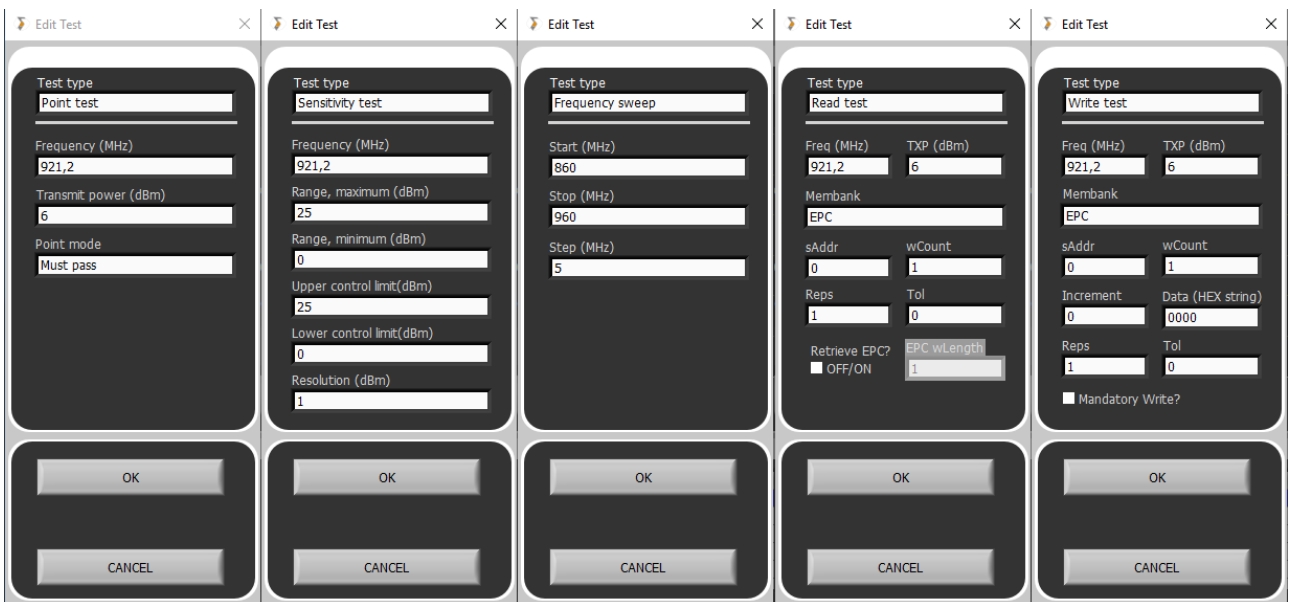 Edit Test
Test type
Point test
Frequency (MHz)
921,2
Transmit power (dBm)
6
Point mode
Must pass
OK
CANCEL
Edit Test
Test type
Sensitivity test
Frequency (MHz)
921,2
Range, maximum (dBm)
25
Range, minimum (dBm)
0
Upper control limit(dBm)
25
Lower control limit(dBm)
0
Resolution (dBm)
1
OK
CANCEL
Edit Test
Test type
Frequency sweep
Start (MHz)
860
Stop (MHz)
960
Step (MHz)
5
OK
CANCEL
Edit Test
Test type
Read test
Freq (MHz) TXP (dBm)
921,2 6
Membank
EPC
sAddr wCount
0 1
Reps Tol
1 0
Retrieve EPC? EPC wLength
OFF/ON 1
OK
CANCEL
Edit Test
Test type
Write test
Freq (MHz) TXP (dBm)
921,2 6
Membank
EPC
sAddr wCount
0 1
Increment Data (HEX string)
0 0000
Reps Tol
1 0
Mandatory Write?
OK
CANCEL